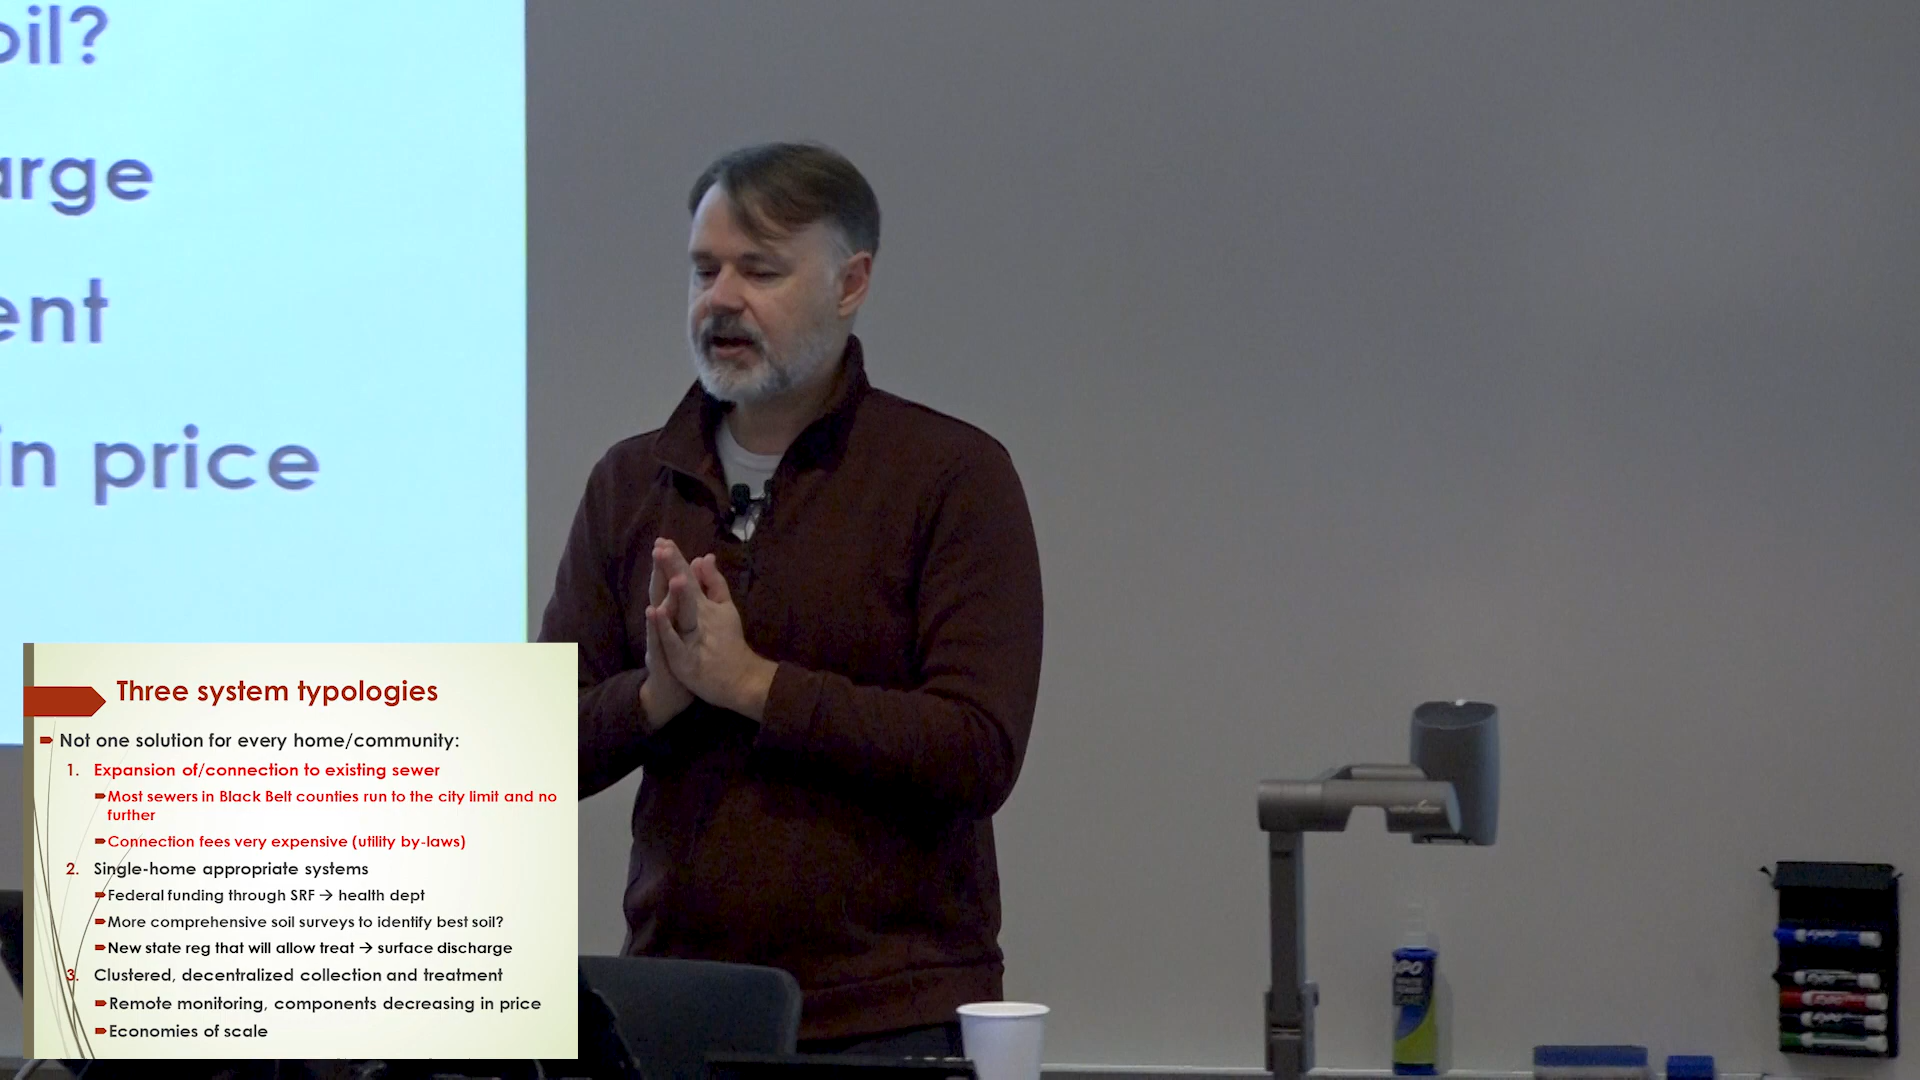 oil?
arge
ent
in price
Three system typologies
Not one solution for every home/community:
1. Expansion of/connection to existing sewer
Most sewers in Black Belt counties run to the city limit and no
further
Connection fees very expensive (utility by-laws)
2. Single-home appropriate systems
Federal funding through SRF → health dept
More comprehensive soil surveys to identify best soil?
New state reg that will allow treat → surface discharge
3. Clustered, decentralized collection and treatment
Remote monitoring, components decreasing in price
Economies of scale
EXPO